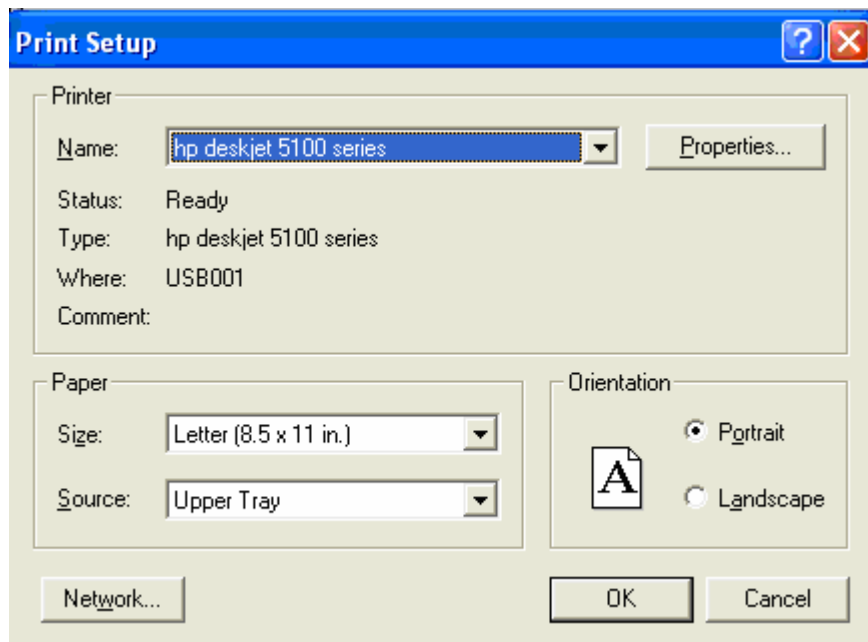 Print Setup
Printer
Name: hp deskjet 5100 series Properties...
Status: Ready
Type: hp deskjet 5100 series
Where: USB001
Comment:
Paper
Size: Letter (8.5 x 11 in.)
Source: Upper Tray
Orientation
A
Portrait
Landscape
Network... OK Cancel